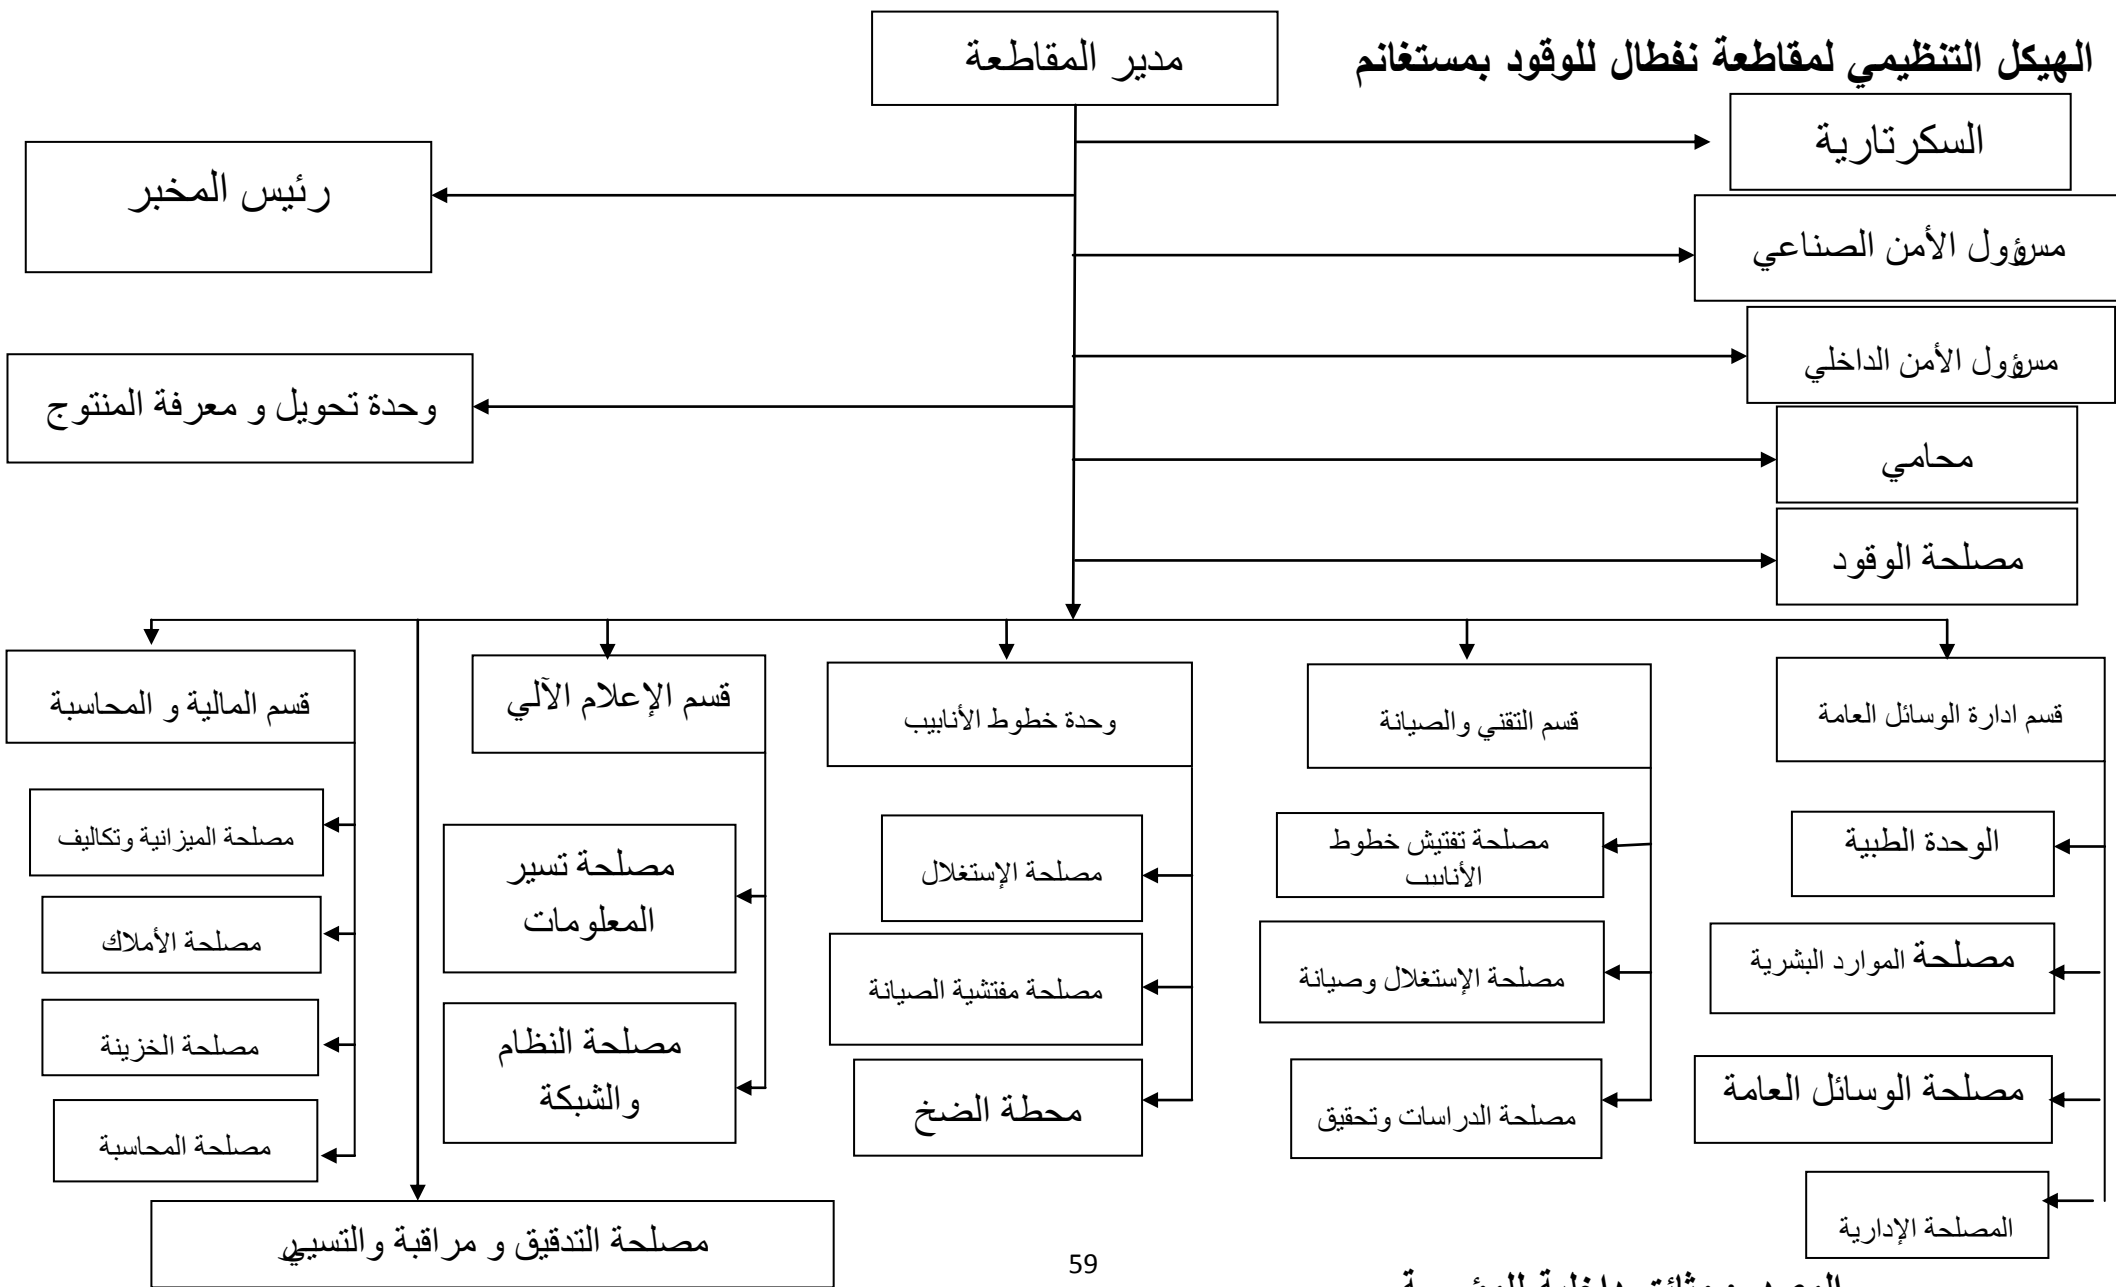 الهيكل التنظيمي لمقاطعة نفطال للوقود بمستغانم
مدير المقاطعة
السكرتارية
رئيس المخبر
مسؤول الأمن الصناعي
مسؤول الأمن الداخلي
وحدة تحويل و معرفة المنتوج
محامي
مصلحة الوقود
قسم ادارة الوسائل العامة
قسم التقني والصيانة
وحدة خطوط الأنابيب
قسم الإعلام الآلي
قسم المالية و المحاسبة
الوحدة الطبية
مصلحة الموارد البشرية
مصلحة الوسائل العامة
المصلحة الإدارية
مصلحة تفتيش خطوط
الأنابيب
مصلحة الإستغلال وصيانة
مصلحة الدراسات وتحقيق
مصلحة الإستغلال
مصلحة مفتشية الصيانة
محطة الضخ
مصلحة تسير
المعلومات
مصلحة النظام
والشبكة
مصلحة الميزانية وتكاليف
مصلحة الأملاك
مصلحة الخزينة
مصلحة المحاسبة
مصلحة التدقيق و مراقبة والتسيير
59